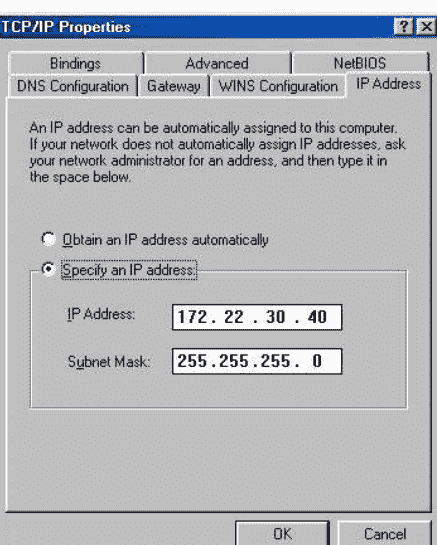 TCP/IP Properties
Bindings Advanced NetBIOS
DNS Configuration Gateway WINS Configuration IP Address
An IP address can be automatically assigned to this computer.
If your network does not automatically assign IP addresses, ask
your network administrator for an address, and then type it in
the space below.
Obtain an IP address automatically
Specify an IP address:
IP Address: 172 . 22 . 30 . 40
Subnet Mask: 255 . 255 . 255 . 0
OK Cancel